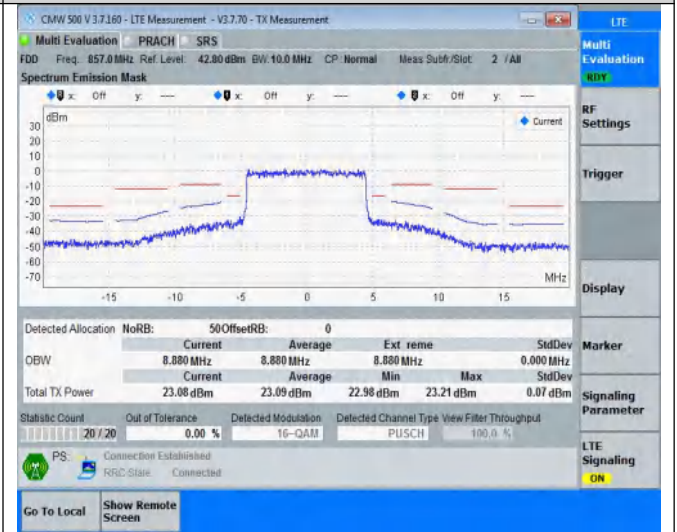 CMW 500 V 3.7.160 - LTE Measurement - V3.7.70 - TX Measurement
LTE
Multi Evaluation PRACH SRS
Multi Evaluation
RDY
FDD Freq. 857.0 MHz Ref. Level: 42.80 dBm BW: 10.0 MHz CP: Normal Meas Subfr./Slot: 2 / All
Spectrum Emission Mask
x: Off y: --- x: Off y: --- x: Off y: ---
RF Settings
dBm
Current
30
20
10
0
-10
-20
-30
-40
-50
-60
-70
MHz
-15 -10 -5 0 5 10 15
Trigger
Display
Detected Allocation NoRB: 50 OffsetRB: 0
Current Average Ext reme StdDev
OBW 8.880 MHz 8.880 MHz 8.880 MHz 0.000 MHz
Current Average Min Max StdDev
Total TX Power 23.08 dBm 23.09 dBm 22.98 dBm 23.21 dBm 0.07 dBm
Marker
Signaling Parameter
Statistic Count Out of Tolerance Detected Modulation Detected Channel Type View Filter Throughput
20 / 20 0.00 % 16-QAM PUSCH 100.0 %
PS: Connection Established
RRC State: Connected
LTE Signaling
ON
Go To Local
Show Remote Screen